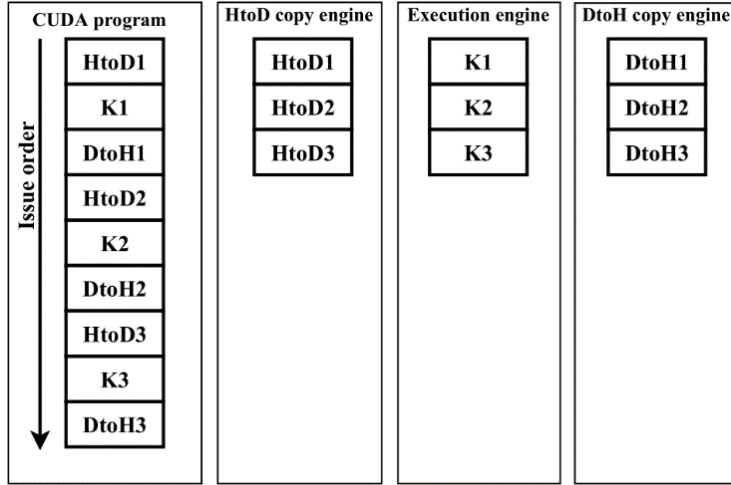 CUDA program
Issue order
HtoD1
K1
DtoH1
HtoD2
K2
DtoH2
HtoD3
K3
DtoH3
HtoD copy engine
HtoD1
HtoD2
HtoD3
Execution engine
K1
K2
K3
DtoH copy engine
DtoH1
DtoH2
DtoH3